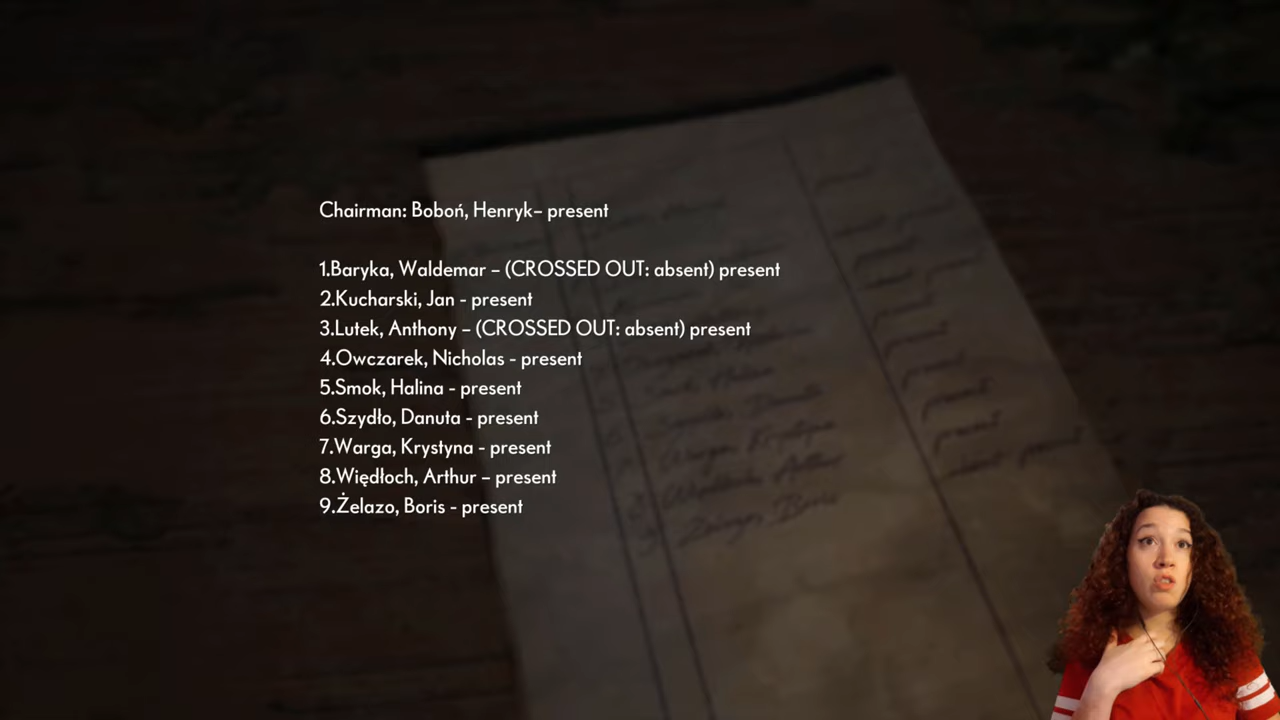 Chairman: Boboń, Henryk– present
1.Baryka, Waldemar – (CROSSED OUT: absent) present
2.Kucharski, Jan - present
3.Lutek, Anthony – (CROSSED OUT: absent) present
4.Owczarek, Nicholas - present
5.Smok, Halina - present
6.Szydło, Danuta - present
7.Warga, Krystyna - present
8.Więdłoch, Arthur – present
9.Żelazo, Boris - present